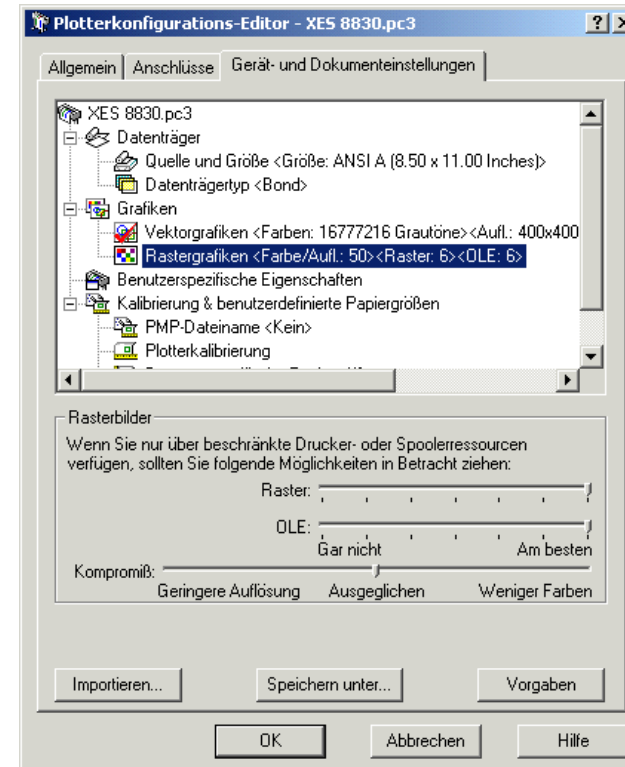 Plotterkonfigurations-Editor - XES 8830.pc3
Allgemein
Anschlüsse
Gerät- und Dokumenteinstellungen
XES 8830.pc3
Datenträger
Quelle und Größe <Größe: ANSI A (8.50 x 11.00 Inches)>
Datenträgertyp <Bond>
Grafiken
Vektorgrafiken <Farben: 16777216 Grautöne><Aufl.: 400x400
Rastergrafiken <Farbe/Aufl.: 50><Raster: 6><OLE: 6>
Benutzerspezifische Eigenschaften
Kalibrierung & benutzerdefinierte Papiergrößen
PMP-Dateiname <Kein>
Plotterkalibrierung
Rasterbilder
Wenn Sie nur über beschränkte Drucker- oder Spoolerressourcen
verfügen, sollten Sie folgende Möglichkeiten in Betracht ziehen:
Raster:
OLE:
Gar nicht Am besten
Kompromiß:
Geringere Auflösung Ausgeglichen Weniger Farben
Importieren...
Speichern unter...
Vorgaben
OK
Abbrechen
Hilfe